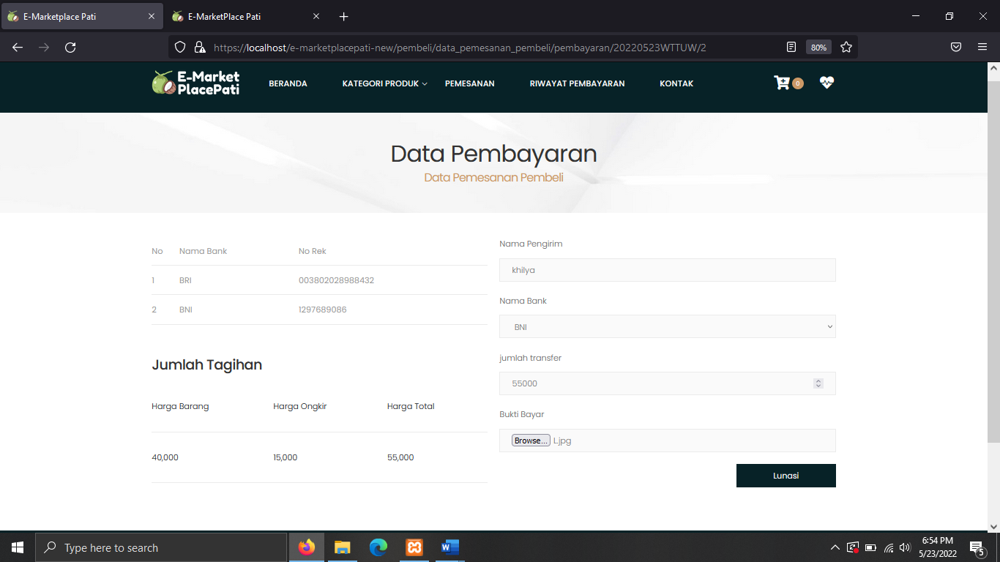 E-Marketplace Pati
E-MarketPlace Pati
https://localhost/e-marketplacepati-new/pembeli/data_pemesanan_pembeli/pembayaran/20220523WTTUW/2
80%
E-Market
PlacePati
BERANDA
KATEGORI PRODUK
PEMESANAN
RIWAYAT PEMBAYARAN
KONTAK
0
Data Pembayaran
Data Pemesanan Pembeli
No Nama Bank No Rek
1 BRI 003802028988432
2 BNI 1297689086
Jumlah Tagihan
Harga Barang Harga Ongkir Harga Total
40,000 15,000 55,000
Nama Pengirim
khilya
Nama Bank
BNI
jumlah transfer
55000
Bukti Bayar
Browse... L.jpg
Lunasi
Type here to search
6:54 PM
5/23/2022
5